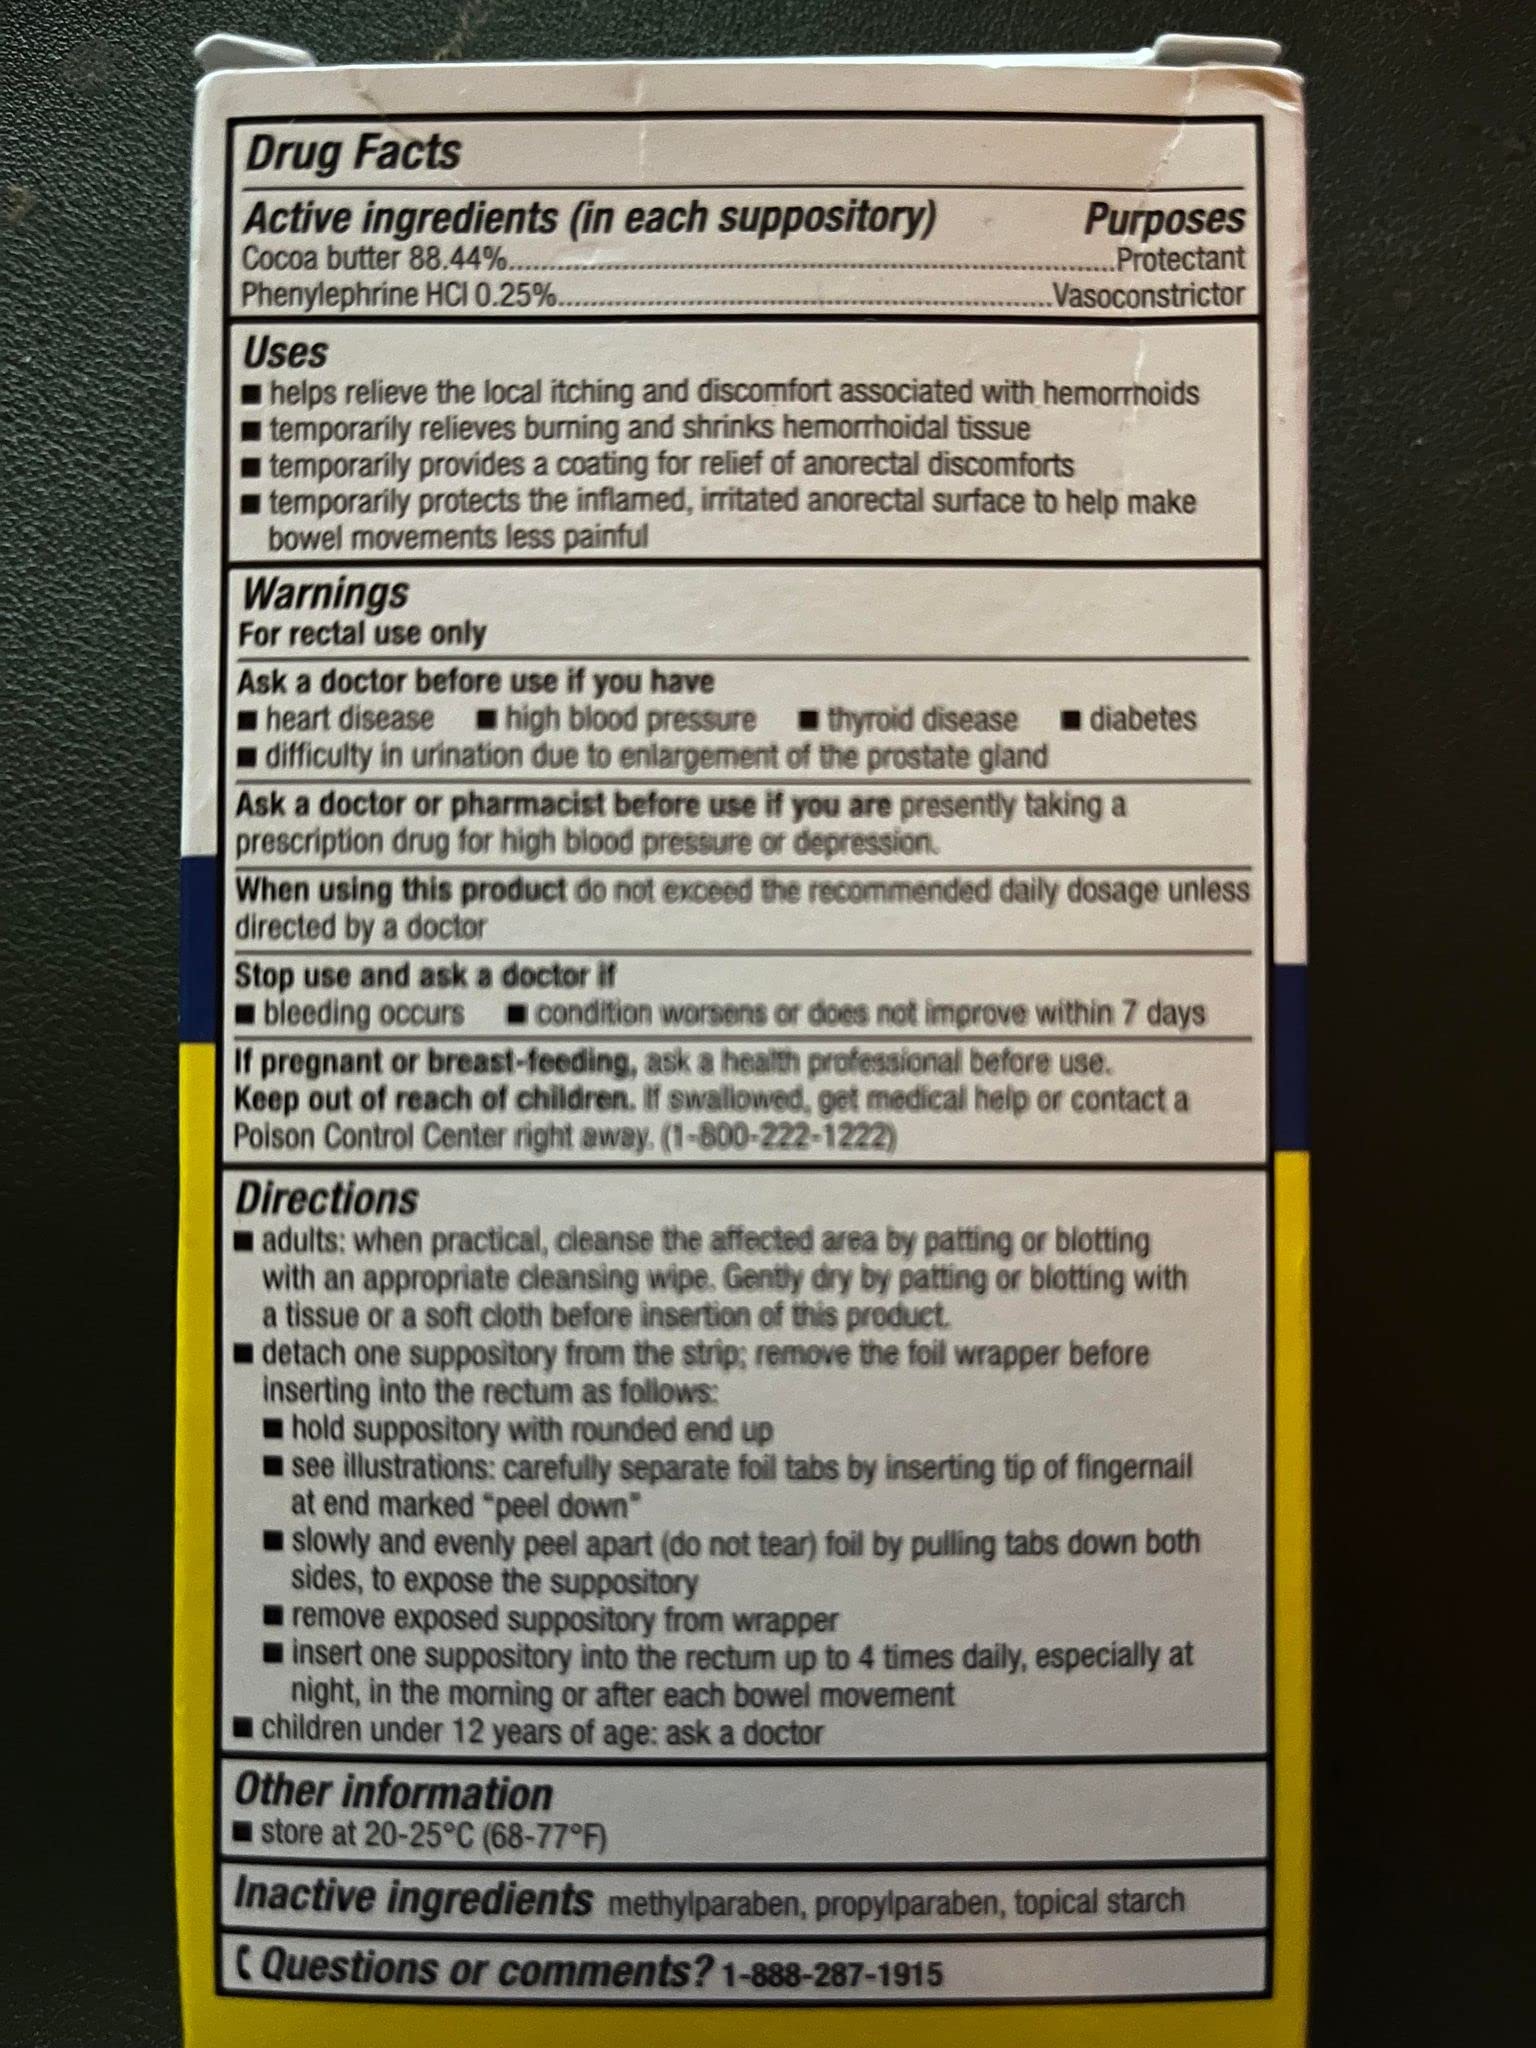 Drug Facts
Active ingredients (in each suppository) Purposes
Cocoa butter 88.44%..........Protectant
Phenylephrine HCl 0.25%..........Vasoconstrictor
Uses
■ helps relieve the local itching and discomfort associated with hemorrhoids
■ temporarily relieves burning and shrinks hemorrhoidal tissue
■ temporarily provides a coating for relief of anorectal discomforts
■ temporarily protects the inflamed, irritated anorectal surface to help make
bowel movements less painful
Warnings
For rectal use only
Ask a doctor before use if you have
■ heart disease ■ high blood pressure ■ thyroid disease ■ diabetes
■ difficulty in urination due to enlargement of the prostate gland
Ask a doctor or pharmacist before use if you are presently taking a
prescription drug for high blood pressure or depression.
When using this product do not exceed the recommended daily dosage unless
directed by a doctor
Stop use and ask a doctor if
■ bleeding occurs ■ condition worsens or does not improve within 7 days
If pregnant or breast-feeding, ask a health professional before use.
Keep out of reach of children. If swallowed, get medical help or contact a
Poison Control Center right away. (1-800-222-1222)
Directions
■ adults: when practical, cleanse the affected area by patting or blotting
with an appropriate cleansing wipe. Gently dry by patting or blotting with
a tissue or a soft cloth before insertion of this product.
■ detach one suppository from the strip; remove the foil wrapper before
inserting into the rectum as follows:
■ hold suppository with rounded end up
■ see illustrations: carefully separate foil tabs by inserting tip of fingernail
at end marked "peel down"
■ slowly and evenly peel apart (do not tear) foil by pulling tabs down both
sides, to expose the suppository
■ remove exposed suppository from wrapper
■ insert one suppository into the rectum up to 4 times daily, especially at
night, in the morning or after each bowel movement
■ children under 12 years of age: ask a doctor
Other information
■ store at 20-25°C (68-77°F)
Inactive ingredients methylparaben, propylparaben, topical starch
Questions or comments? 1-888-287-1915